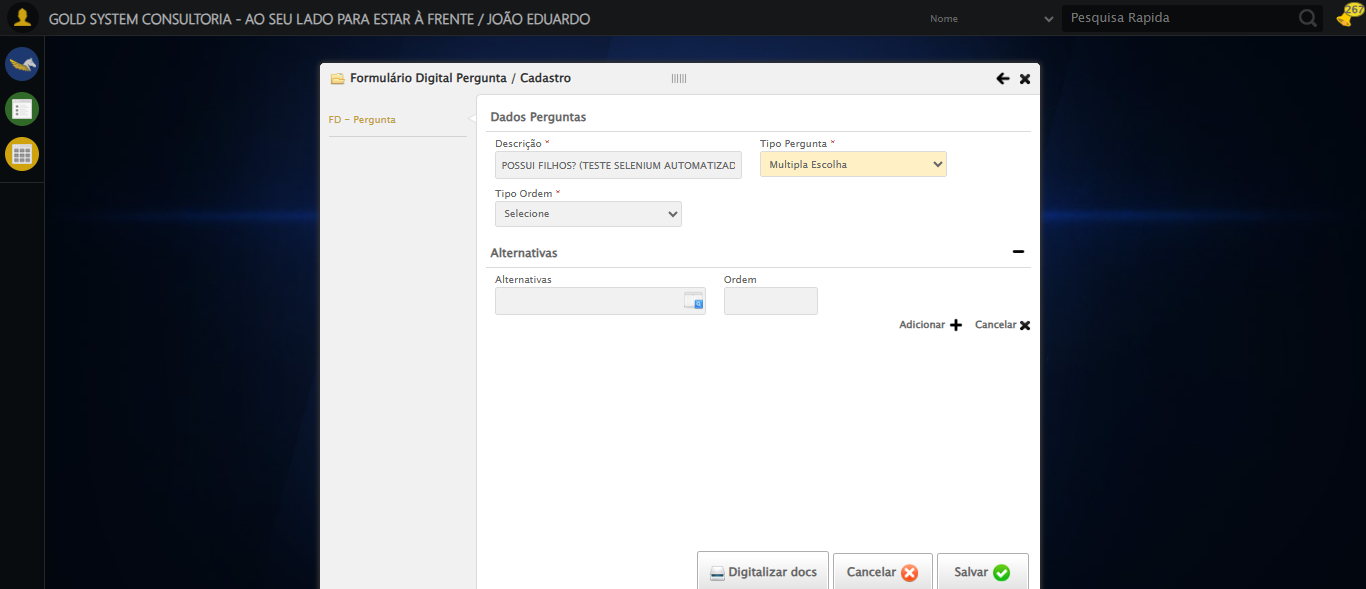 GOLD SYSTEM CONSULTORIA - AO SEU LADO PARA ESTAR À FRENTE / JOÃO EDUARDO
Nome
Pesquisa Rapida
267
Formulário Digital Pergunta / Cadastro
FD - Pergunta
Dados Perguntas
Descrição * Tipo Pergunta *
POSSUI FILHOS? (TESTE SELENIUM AUTOMATIZAD Multipla Escolha
Tipo Ordem *
Selecione
Alternativas
Alternativas Ordem
Adicionar Cancelar
Digitalizar docs Cancelar Salvar